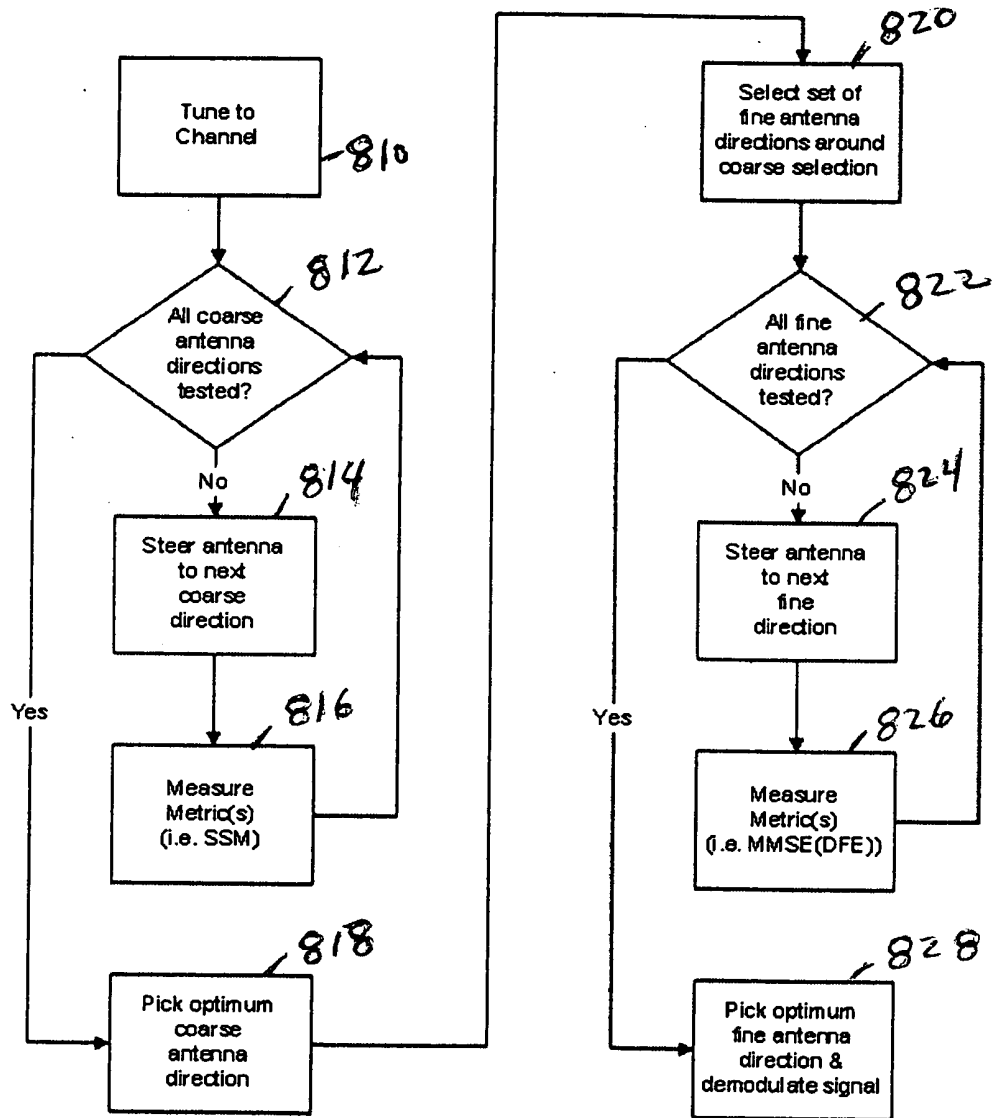 Tune to
Channel
810
812
All coarse
antenna
directions
tested?
No
814
Steer antenna
to next
coarse
direction
Yes
816
Measure
Metric(s)
(i.e. SSM)
818
Pick optimum
coarse
antenna
direction
820
Select set of
fine antenna
directions around
coarse selection
822
All fine
antenna
directions
tested?
No
824
Steer antenna
to next
fine
direction
Yes
826
Measure
Metric(s)
(i.e. MMSE(DFE))
828
Pick optimum
fine antenna
direction &
demodulate signal